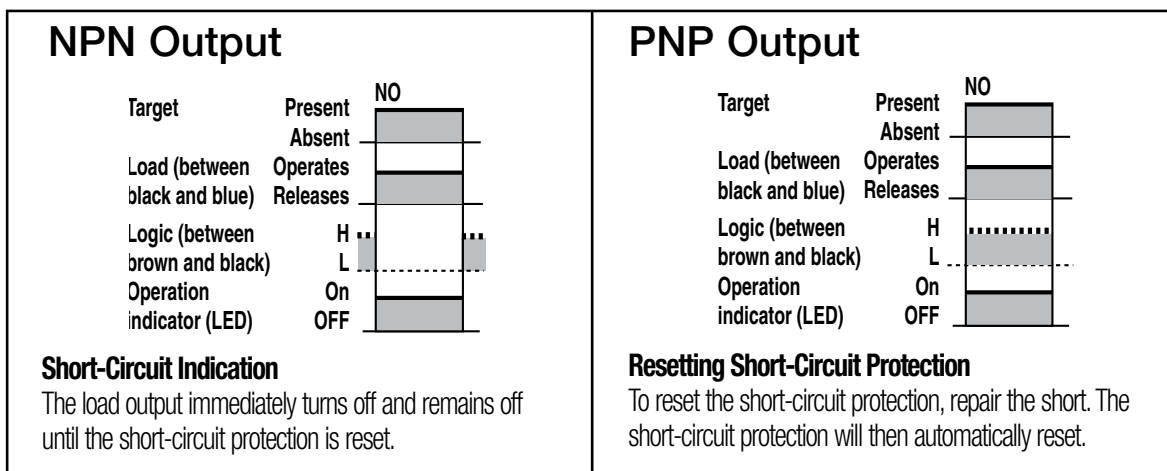 NPN Output
NO
Target Present
Absent
Load (between Operates
black and blue) Releases
Logic (between H
brown and black) L
Operation On
indicator (LED) OFF
Short-Circuit Indication
The load output immediately turns off and remains off
until the short-circuit protection is reset.
PNP Output
NO
Target Present
Absent
Load (between Operates
black and blue) Releases
Logic (between H
brown and black) L
Operation On
indicator (LED) OFF
Resetting Short-Circuit Protection
To reset the short-circuit protection, repair the short. The
short-circuit protection will then automatically reset.